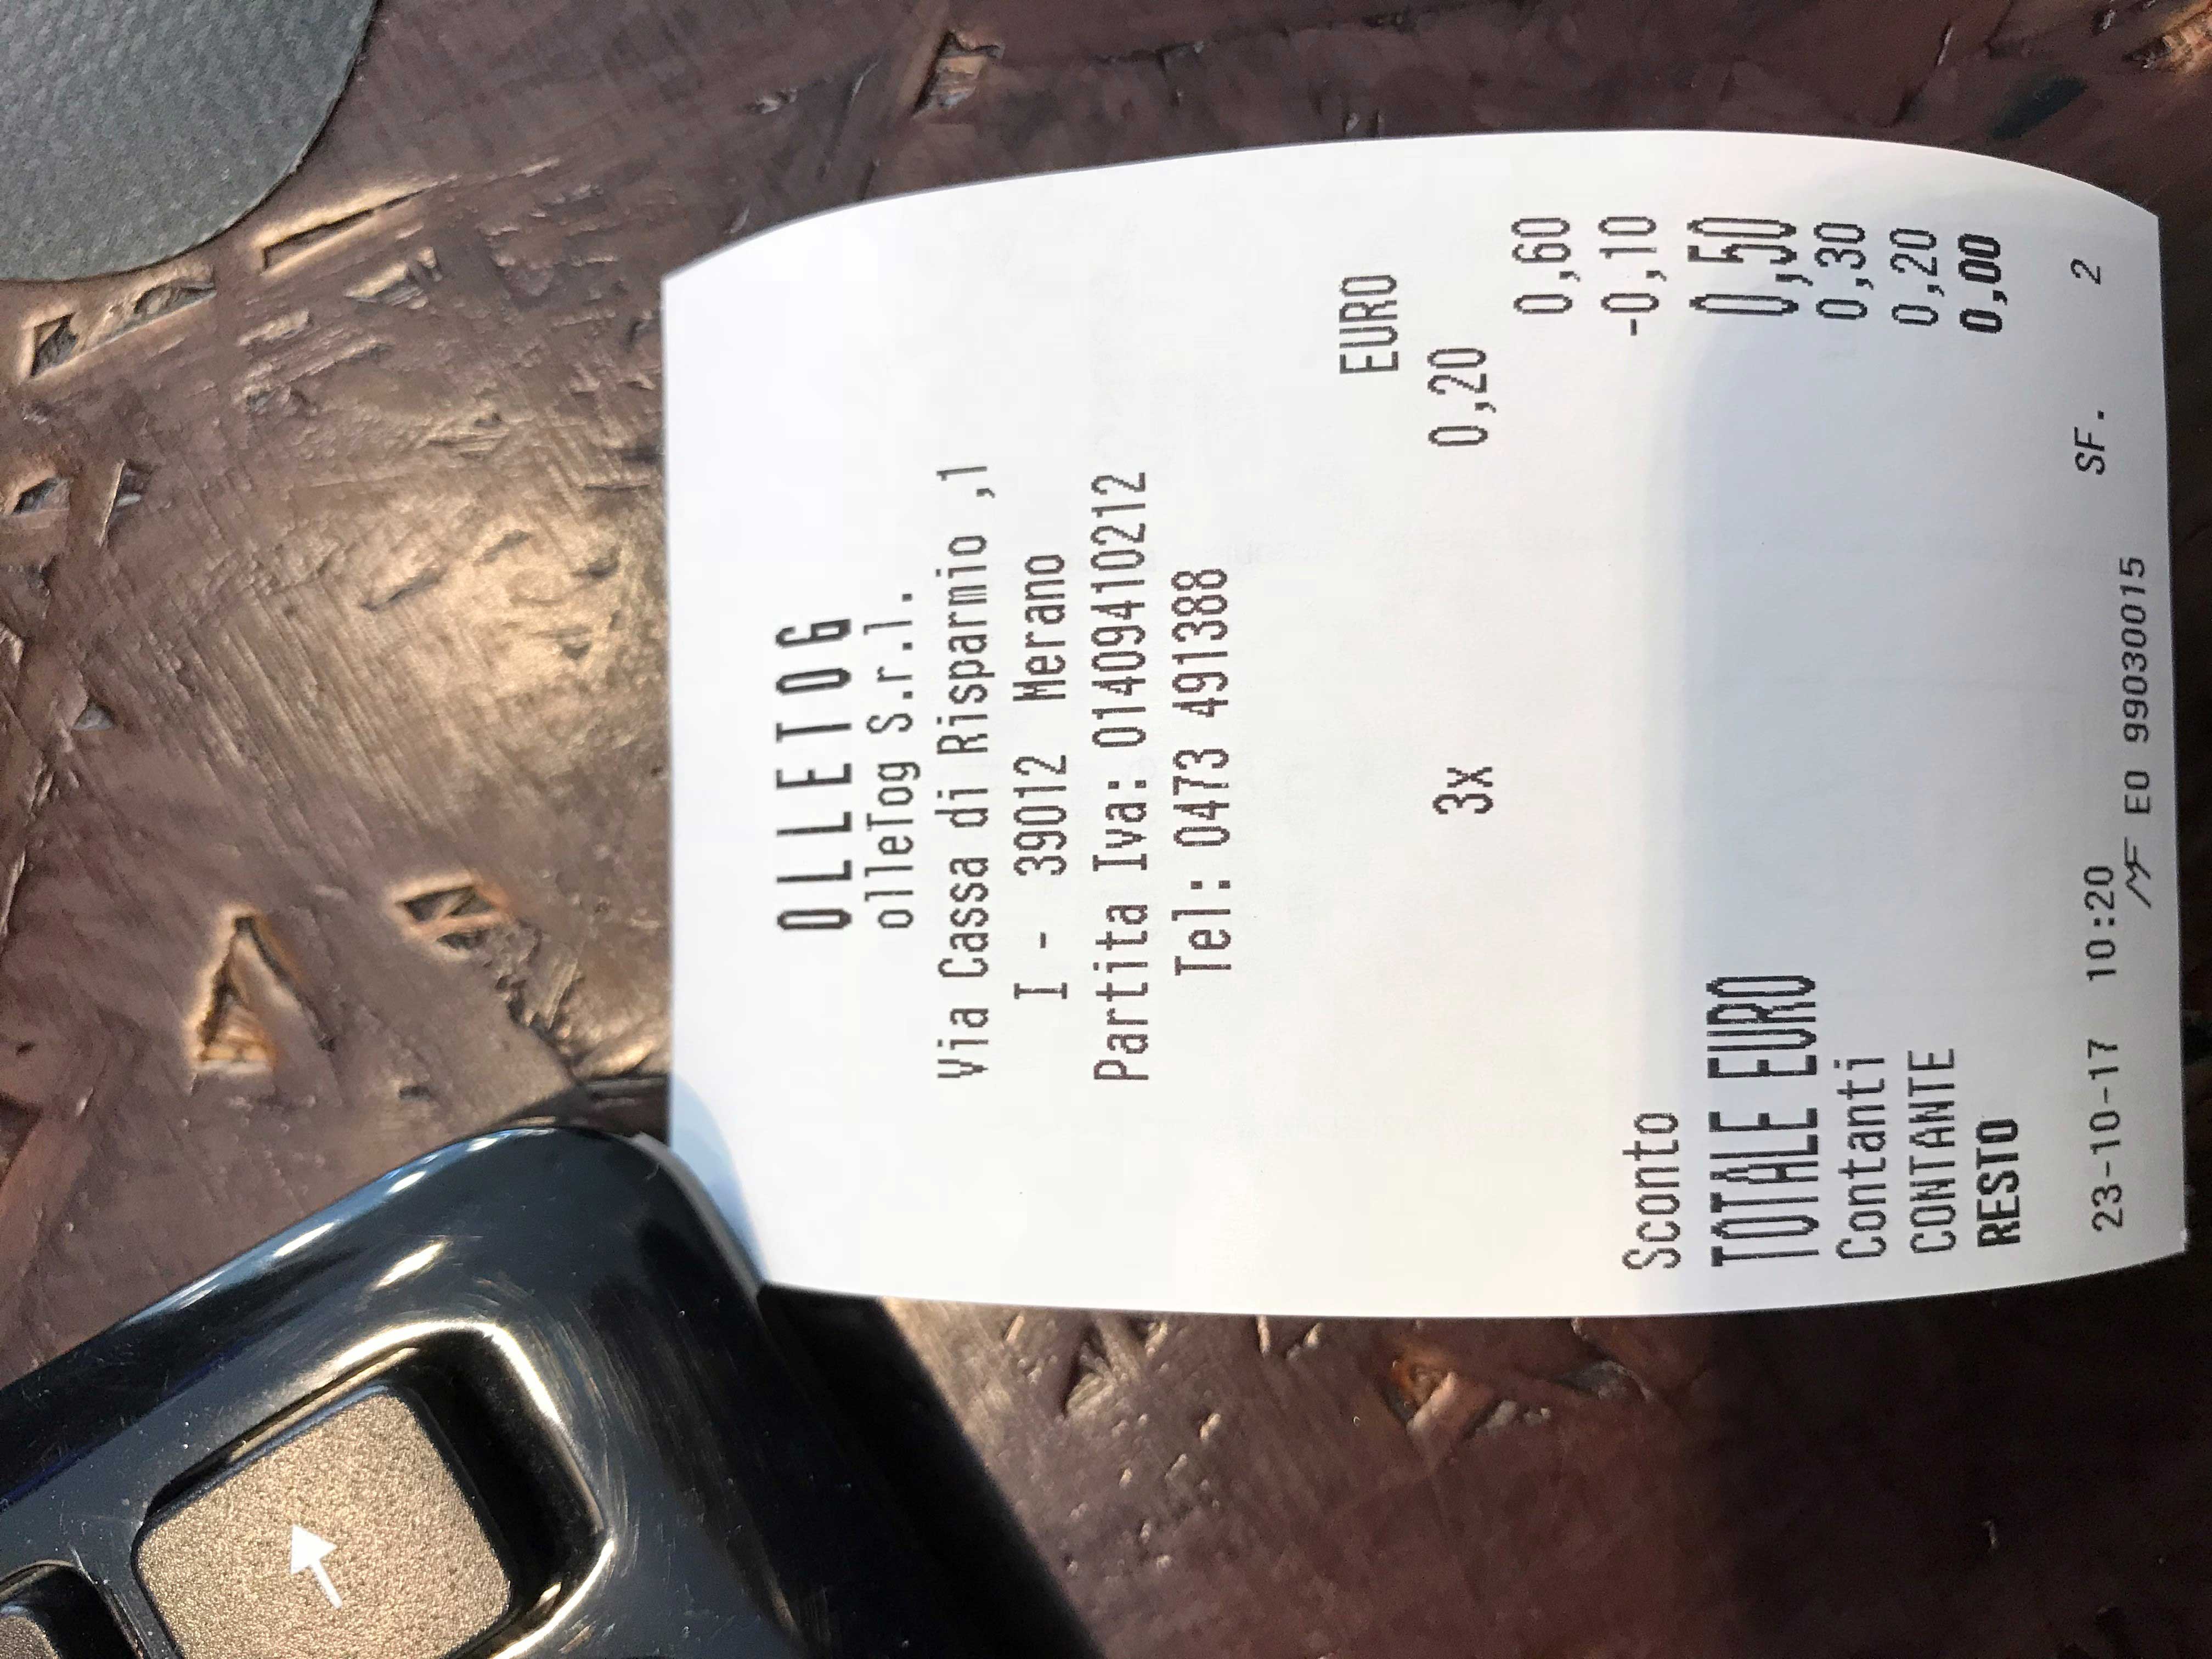 OLLETOG
olleTog S.r.l.
Via Cassa di Risparmio ,1
I - 39012 Merano
Partita Iva: 01409410212
Tel: 0473 491388
EURO
3x 0,20
0,60
Sconto -0,10
TOTALE EURO 0,50
Contanti 0,30
CONTANTE 0,20
RESTO 0,00
23-10-17 10:20 SF. 2
MF EO 99030015